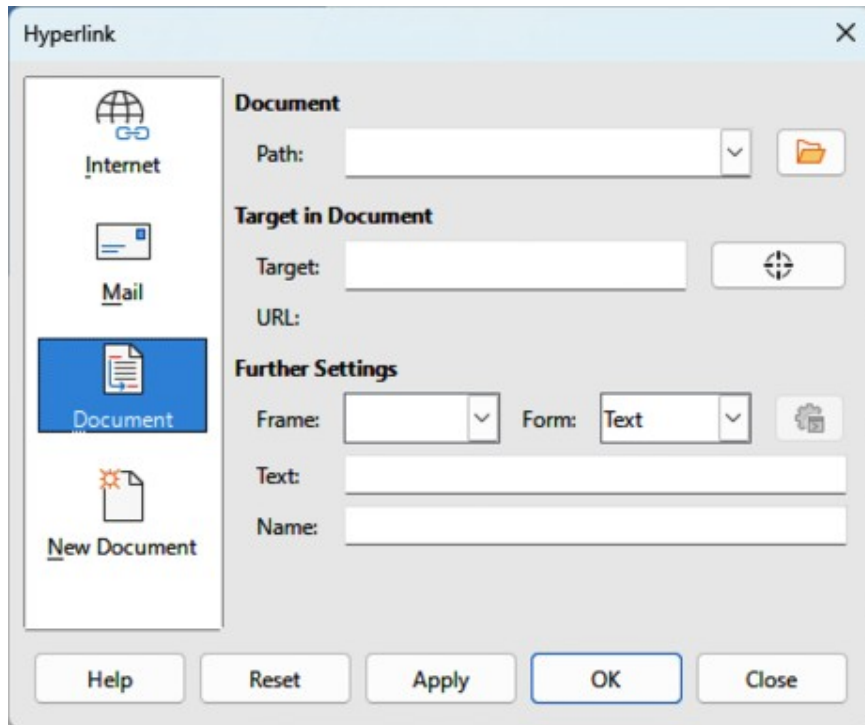 Hyperlink
Internet
Mail
Document
New Document
Document
Path:
Target in Document
Target:
URL:
Further Settings
Frame: Form: Text
Text:
Name:
Help Reset Apply OK Close